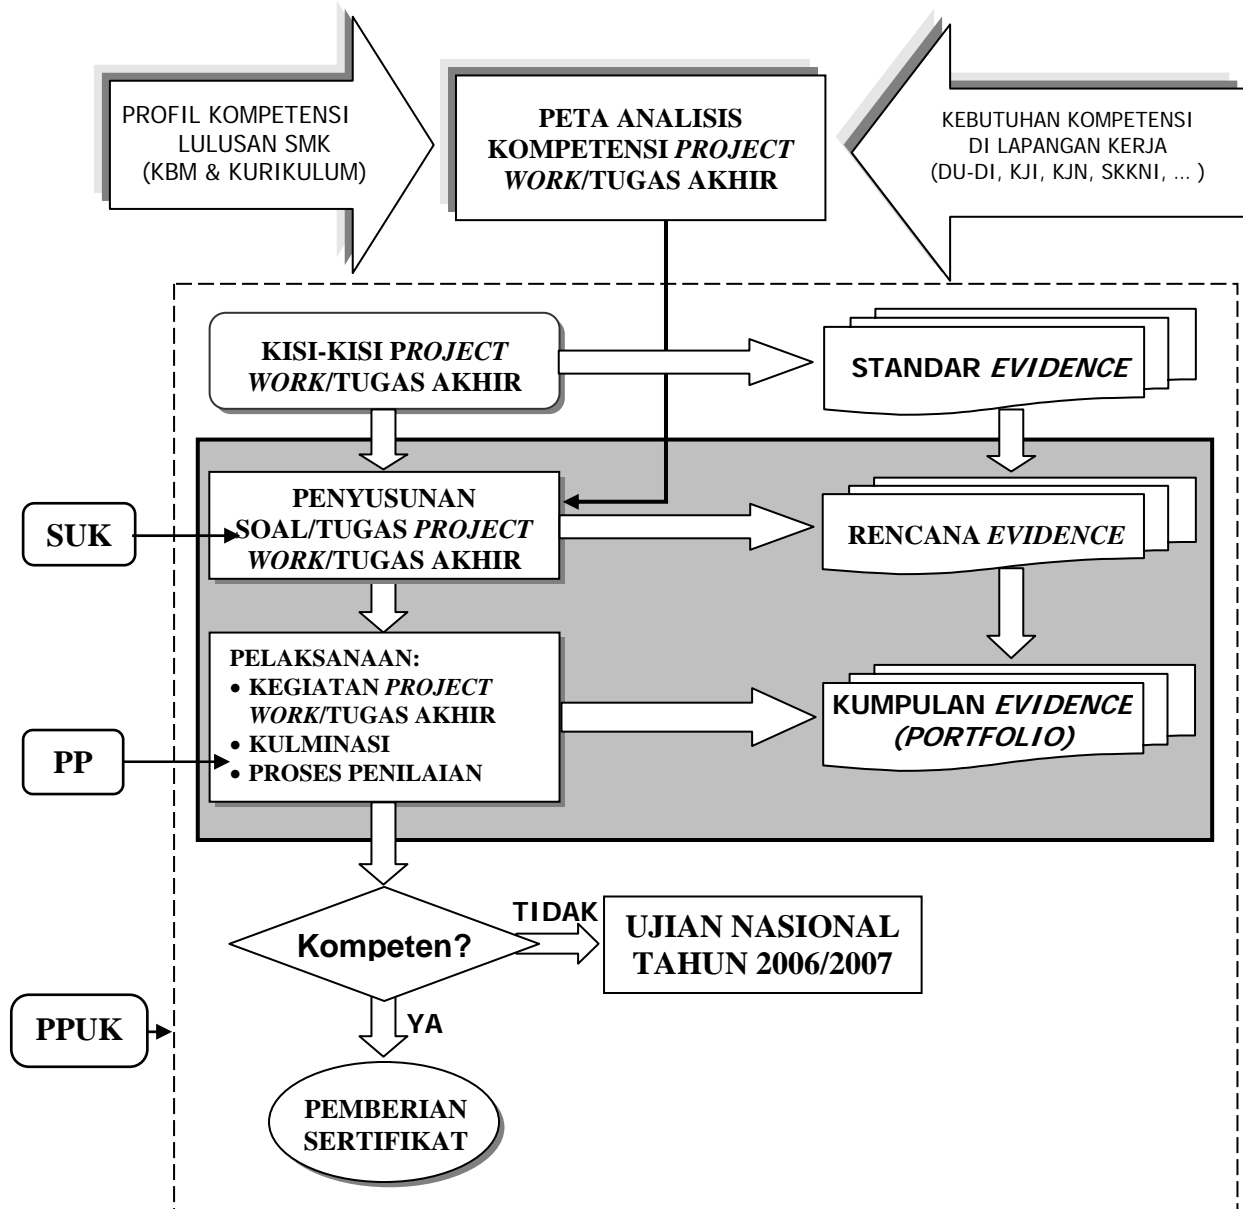 PROFIL KOMPETENSI
LULUSAN SMK
(KBM & KURIKULUM)
PETA ANALISIS
KOMPETENSI PROJECT
WORK/TUGAS AKHIR
KEBUTUHAN KOMPETENSI
DI LAPANGAN KERJA
(DU-DI, KJI, KJN, SKKNI, ... )
KISI-KISI PROJECT
WORK/TUGAS AKHIR
STANDAR EVIDENCE
SUK
PENYUSUNAN
SOAL/TUGAS PROJECT
WORK/TUGAS AKHIR
RENCANA EVIDENCE
PP
PELAKSANAAN:
• KEGIATAN PROJECT
WORK/TUGAS AKHIR
• KULMINASI
• PROSES PENILAIAN
KUMPULAN EVIDENCE
(PORTFOLIO)
Kompeten?
TIDAK
UJIAN NASIONAL
TAHUN 2006/2007
PPUK
YA
PEMBERIAN
SERTIFIKAT